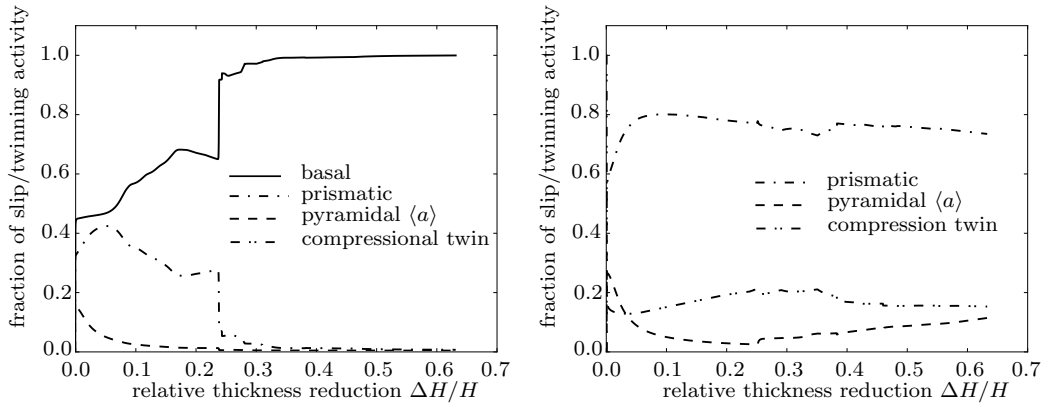 fraction of slip/twinning activity
1.0
0.8
0.6
0.4
0.2
0.0
basal
prismatic
pyramidal ⟨a⟩
compressional twin
0.0 0.1 0.2 0.3 0.4 0.5 0.6 0.7
relative thickness reduction ΔH/H
fraction of slip/twinning activity
1.0
0.8
0.6
0.4
0.2
0.0
prismatic
pyramidal ⟨a⟩
compression twin
0.0 0.1 0.2 0.3 0.4 0.5 0.6 0.7
relative thickness reduction ΔH/H